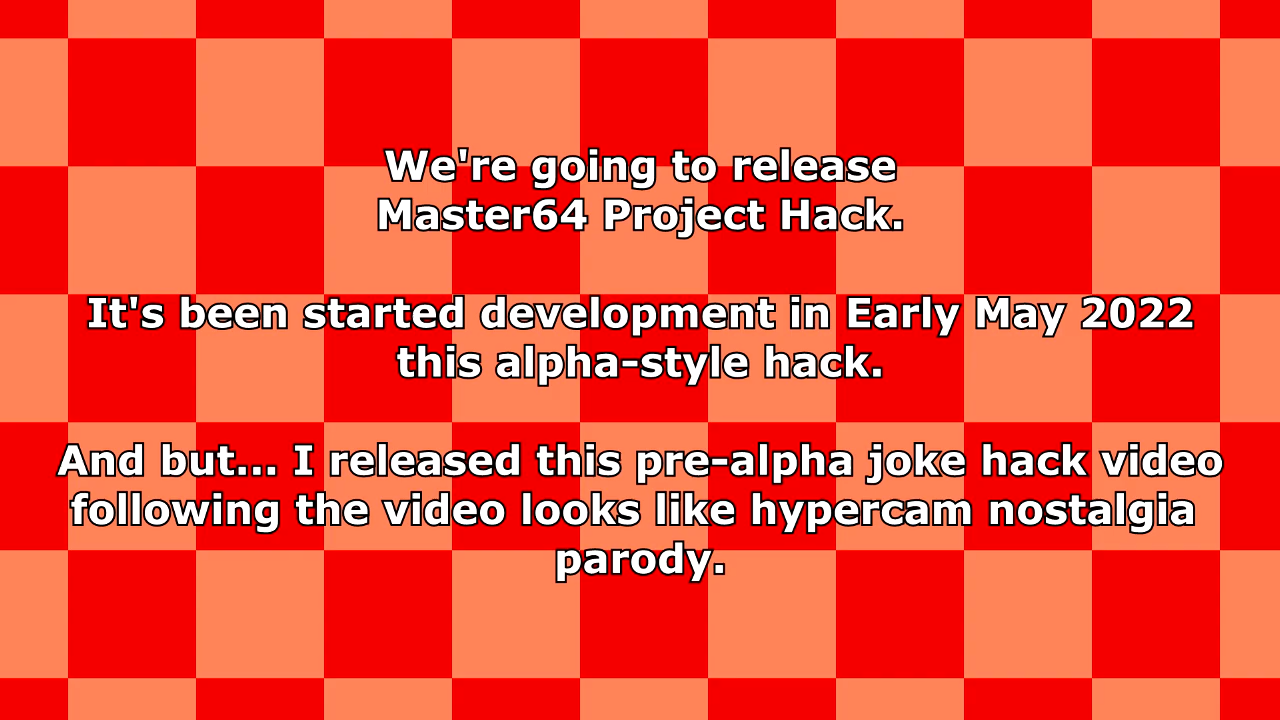 We're going to release
Master64 Project Hack.
It's been started development in Early May 2022
this alpha-style hack.
And but... I released this pre-alpha joke hack video
following the video looks like hypercam nostalgia
parody.